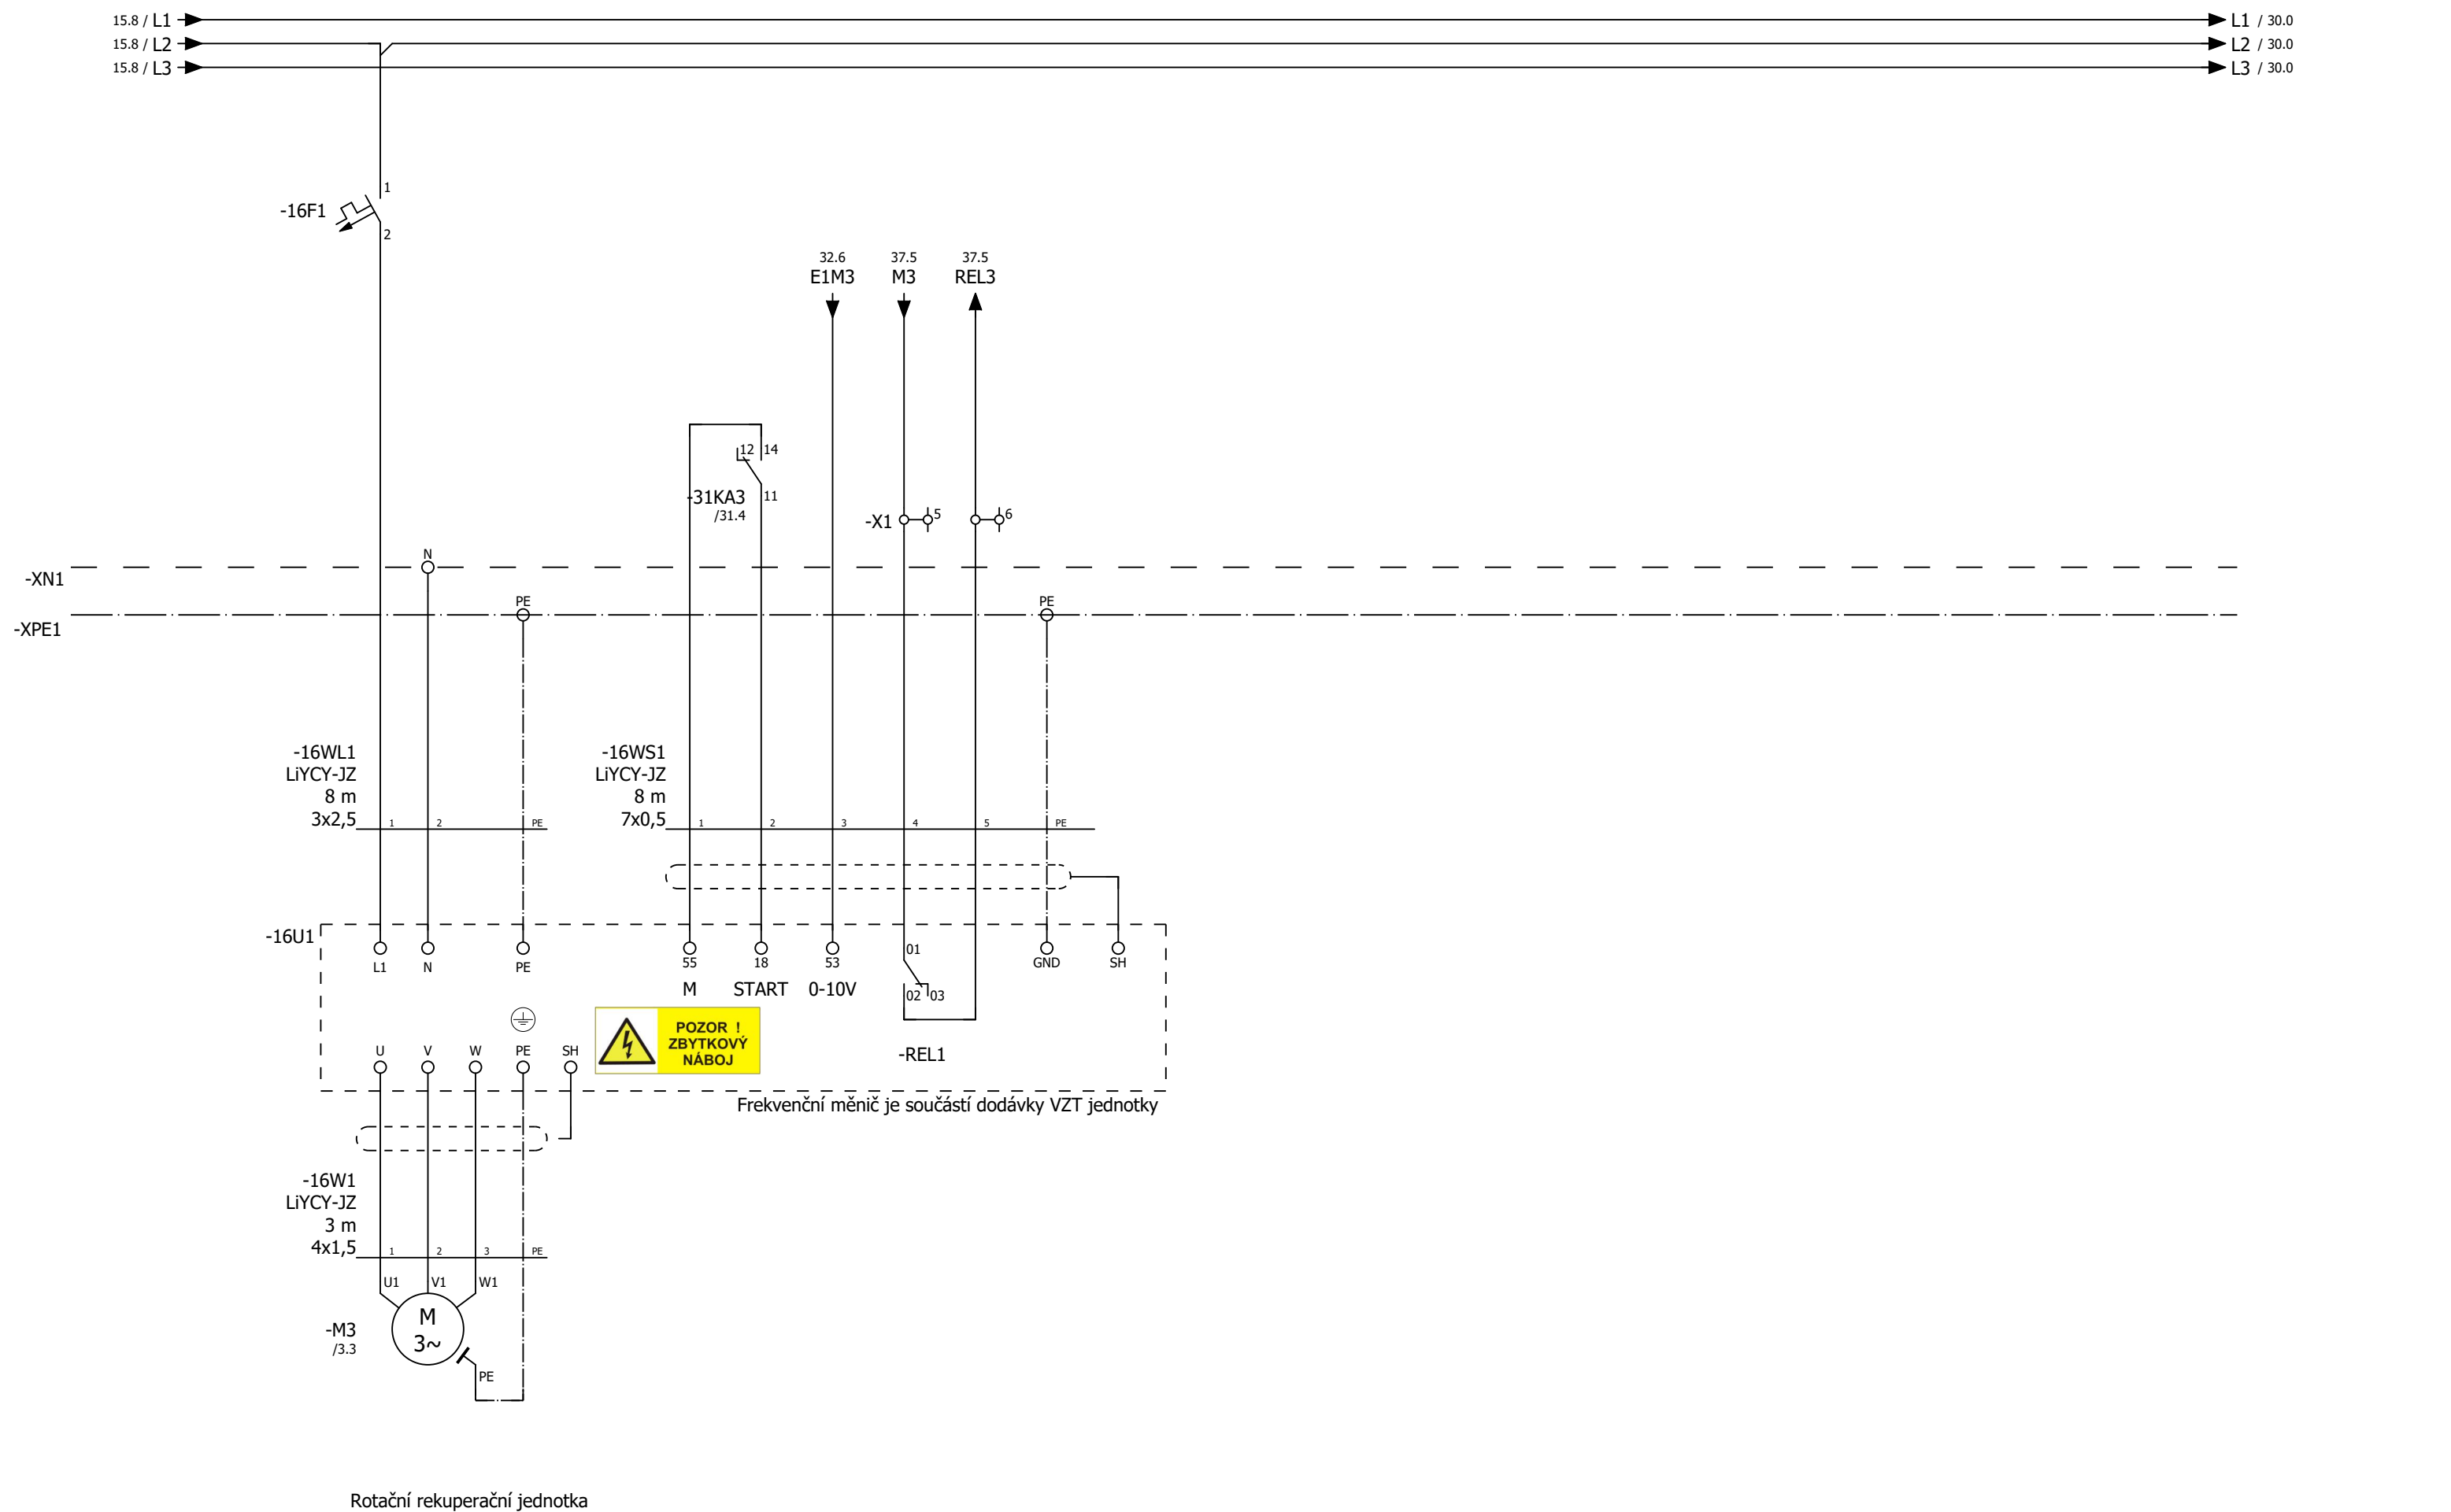 15.8 / L1
L1 / 30.0
15.8 / L2
L2 / 30.0
15.8 / L3
L3 / 30.0
1
-16F1
2
32.6
E1M3
37.5
M3
37.5
REL3
12
14
-31KA3
/31.4
11
-X1
5
6
N
-XN1
PE
PE
-XPE1
-16WL1
LiYCY-JZ
8 m
3x2,5
1
2
PE
-16WS1
LiYCY-JZ
8 m
7x0,5
1
2
3
4
5
PE
-16U1
L1
N
PE
55
M
18
START
53
0-10V
01
02
03
-REL1
GND
SH
U
V
W
PE
SH
POZOR !
ZBYTKOVÝ
NÁBOJ
Frekvenční měnič je součástí dodávky VZT jednotky
-16W1
LiYCY-JZ
3 m
4x1,5
1
2
3
PE
U1
V1
W1
M
3~
-M3
/3.3
PE
Rotační rekuperační jednotka